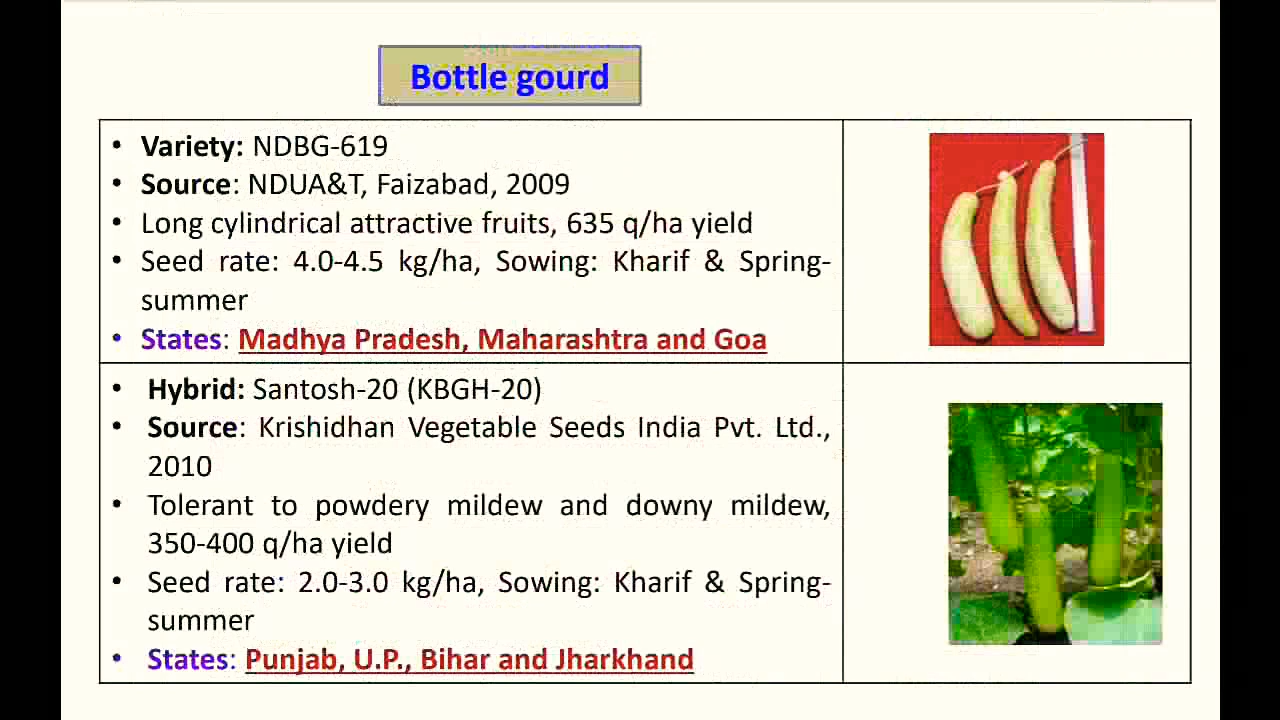 Bottle gourd
• Variety: NDBG-619
• Source: NDUA&T, Faizabad, 2009
• Long cylindrical attractive fruits, 635 q/ha yield
• Seed rate: 4.0-4.5 kg/ha, Sowing: Kharif & Spring-
summer
• States: Madhya Pradesh, Maharashtra and Goa
• Hybrid: Santosh-20 (KBGH-20)
• Source: Krishidhan Vegetable Seeds India Pvt. Ltd.,
2010
• Tolerant to powdery mildew and downy mildew,
350-400 q/ha yield
• Seed rate: 2.0-3.0 kg/ha, Sowing: Kharif & Spring-
summer
• States: Punjab, U.P., Bihar and Jharkhand